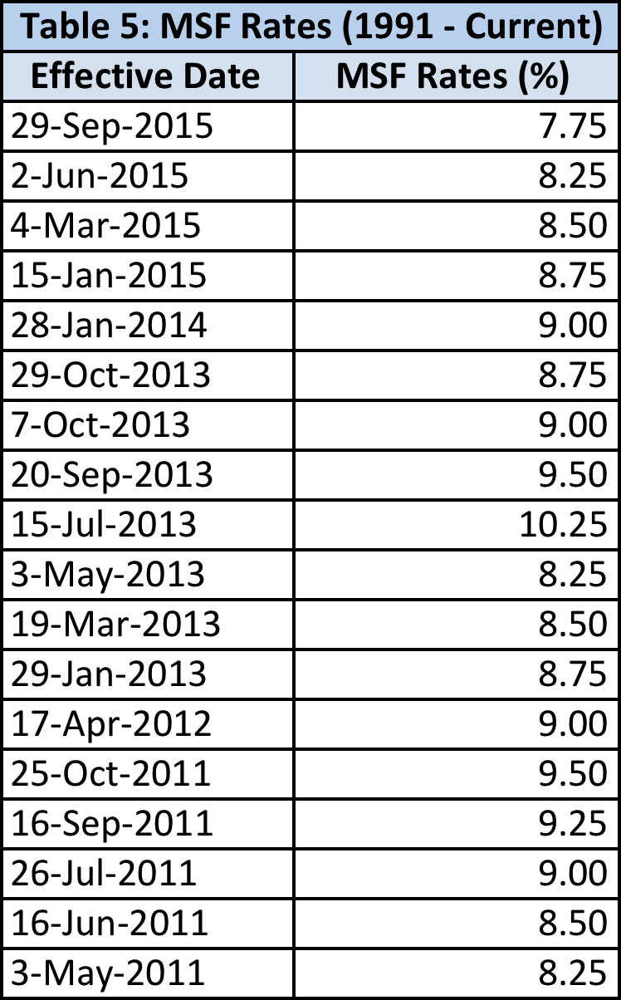 Table 5: MSF Rates (1991 - Current)
Effective Date MSF Rates (%)
29-Sep-2015 7.75
2-Jun-2015 8.25
4-Mar-2015 8.50
15-Jan-2015 8.75
28-Jan-2014 9.00
29-Oct-2013 8.75
7-Oct-2013 9.00
20-Sep-2013 9.50
15-Jul-2013 10.25
3-May-2013 8.25
19-Mar-2013 8.50
29-Jan-2013 8.75
17-Apr-2012 9.00
25-Oct-2011 9.50
16-Sep-2011 9.25
26-Jul-2011 9.00
16-Jun-2011 8.50
3-May-2011 8.25